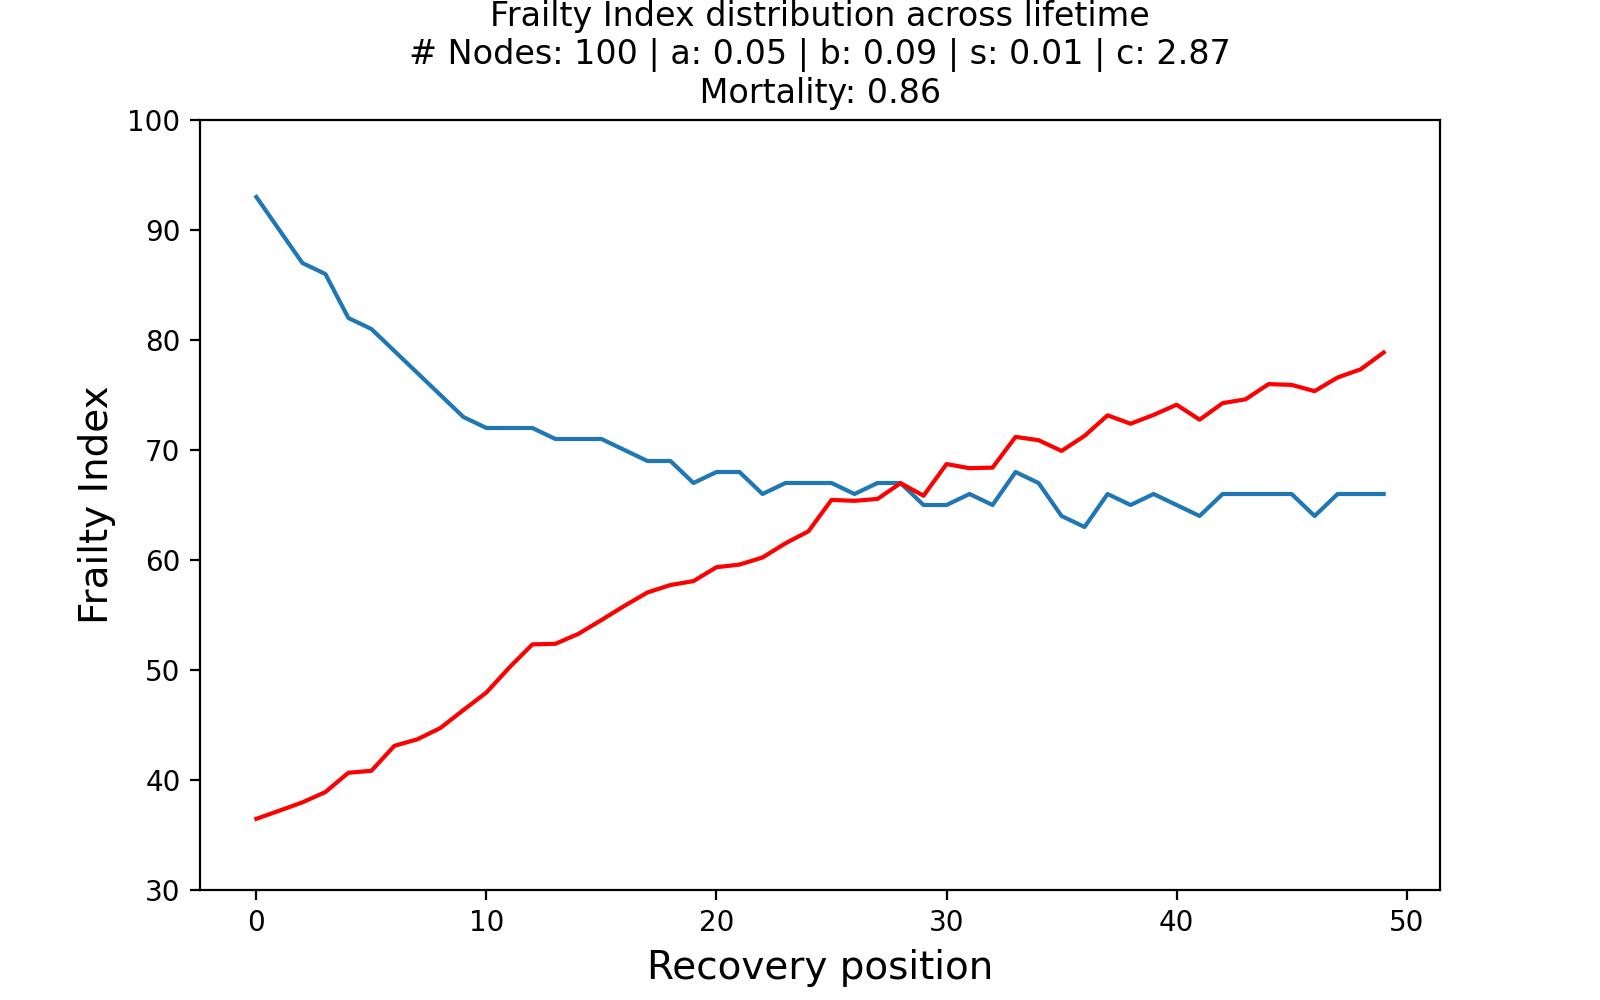 Frailty Index distribution across lifetime
# Nodes: 100 | a: 0.05 | b: 0.09 | s: 0.01 | c: 2.87
Mortality: 0.86
100
90
80
70
60
50
40
30
Frailty Index
0 10 20 30 40 50
Recovery position